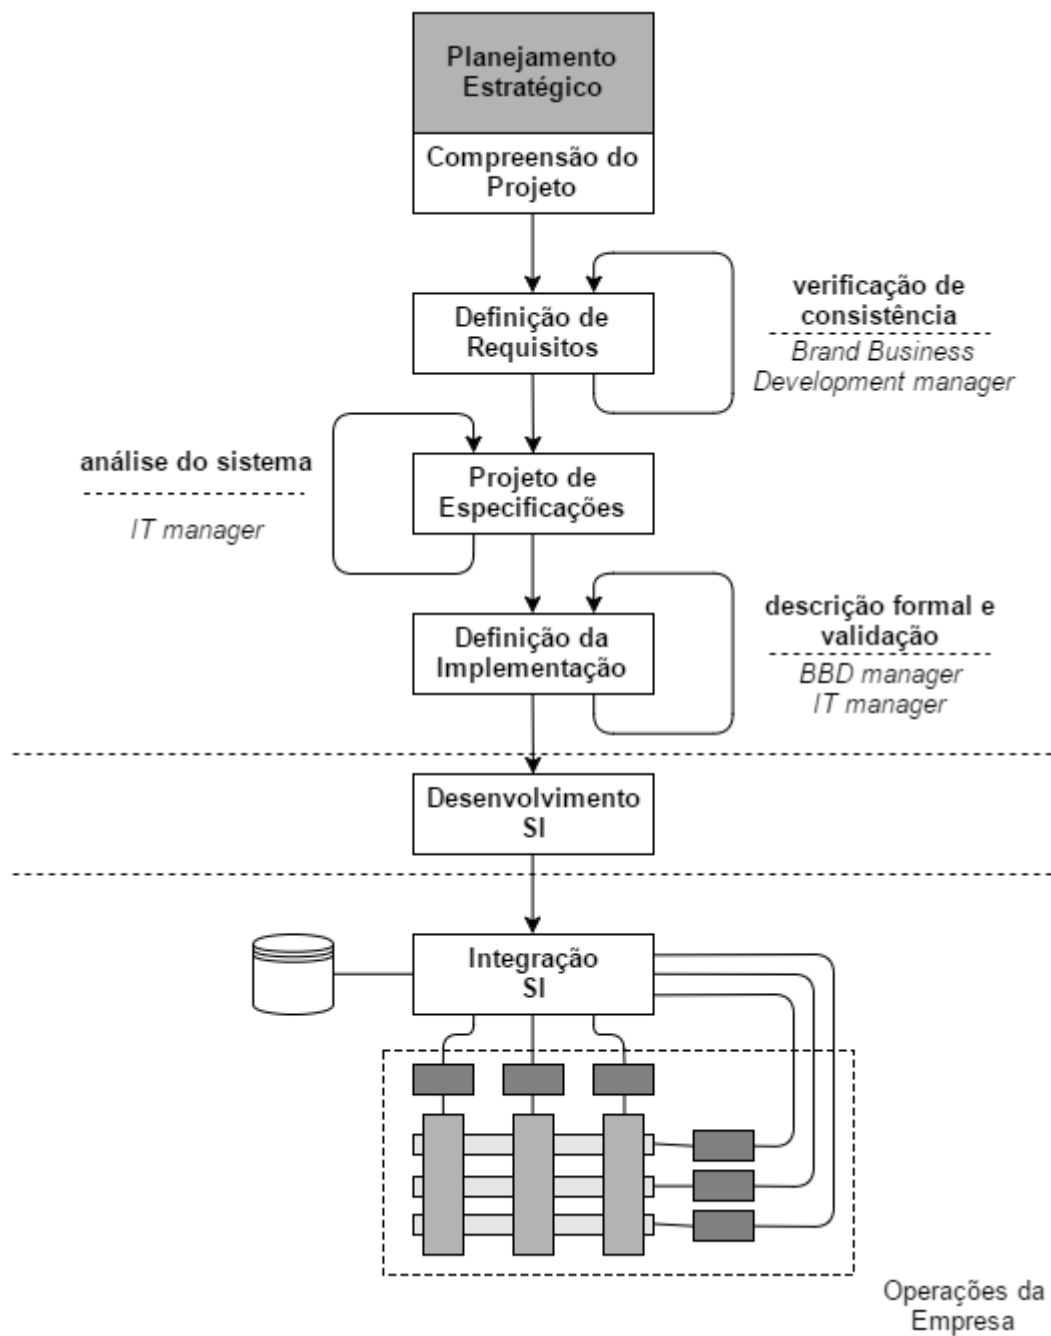 Planejamento
Estratégico
Compreensão do
Projeto
Definição de
Requisitos
verificação de
consistência
Brand Business
Development manager
análise do sistema
IT manager
Projeto de
Especificações
Definição da
Implementação
descrição formal e
validação
BBD manager
IT manager
Desenvolvimento
SI
Integração
SI
Operações da
Empresa